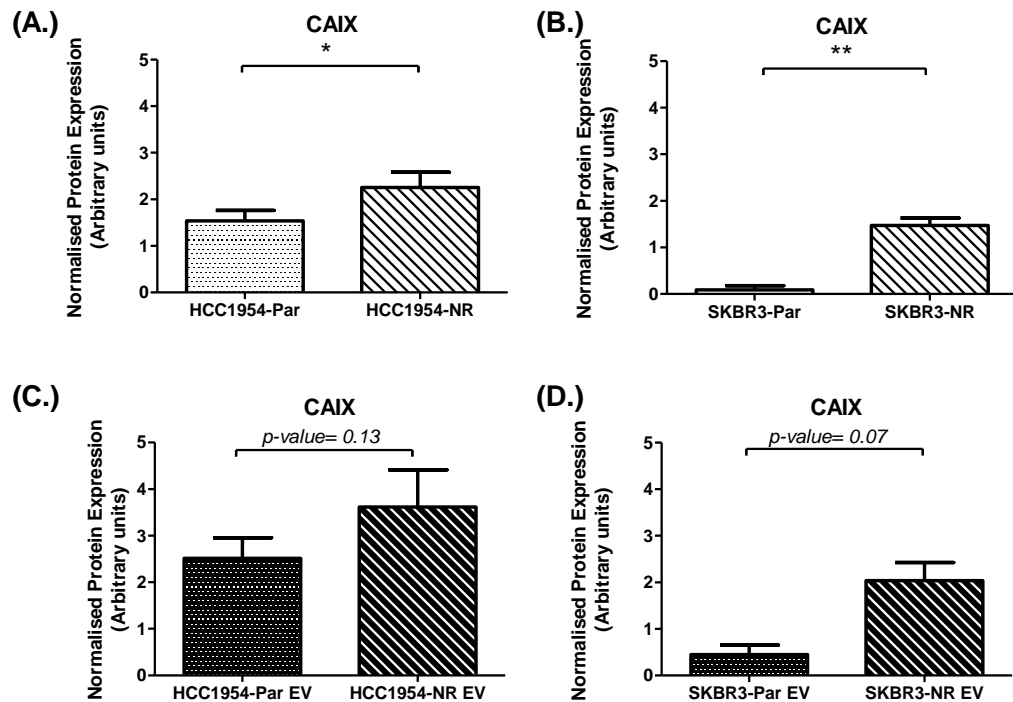 (A.)
CAIX
*
Normalised Protein Expression
(Arbitrary units)
5
4
3
2
1
0
HCC1954-Par
HCC1954-NR
(B.)
CAIX
**
Normalised Protein Expression
(Arbitrary units)
5
4
3
2
1
0
SKBR3-Par
SKBR3-NR
(C.)
CAIX
p-value= 0.13
Normalised Protein Expression
(Arbitrary units)
5
4
3
2
1
0
HCC1954-Par EV
HCC1954-NR EV
(D.)
CAIX
p-value= 0.07
Normalised Protein Expression
(Arbitrary units)
5
4
3
2
1
0
SKBR3-Par EV
SKBR3-NR EV